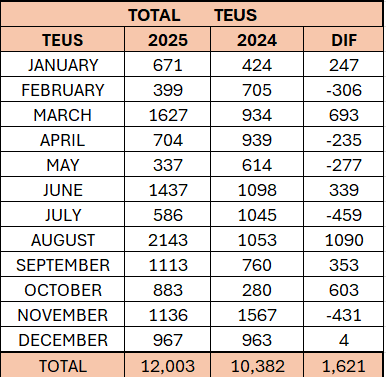 TOTAL TEUS
TEUS 2025 2024 DIF
JANUARY 671 424 247
FEBRUARY 399 705 -306
MARCH 1627 934 693
APRIL 704 939 -235
MAY 337 614 -277
JUNE 1437 1098 339
JULY 586 1045 -459
AUGUST 2143 1053 1090
SEPTEMBER 1113 760 353
OCTOBER 883 280 603
NOVEMBER 1136 1567 -431
DECEMBER 967 963 4
TOTAL 12,003 10,382 1,621